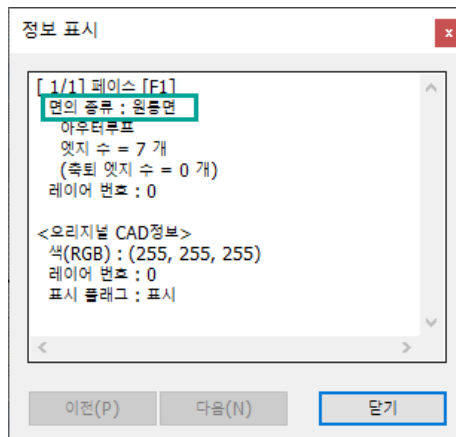 정보 표시
x
[ 1/1] 페이스 [F1]
면의 종류 : 원통면
아우터루프
엣지 수 = 7 개
(축퇴 엣지 수 = 0 개)
레이어 번호 : 0
<오리지널 CAD정보>
색(RGB) : (255, 255, 255)
레이어 번호 : 0
표시 플래그 : 표시
이전(P)
다음(N)
닫기